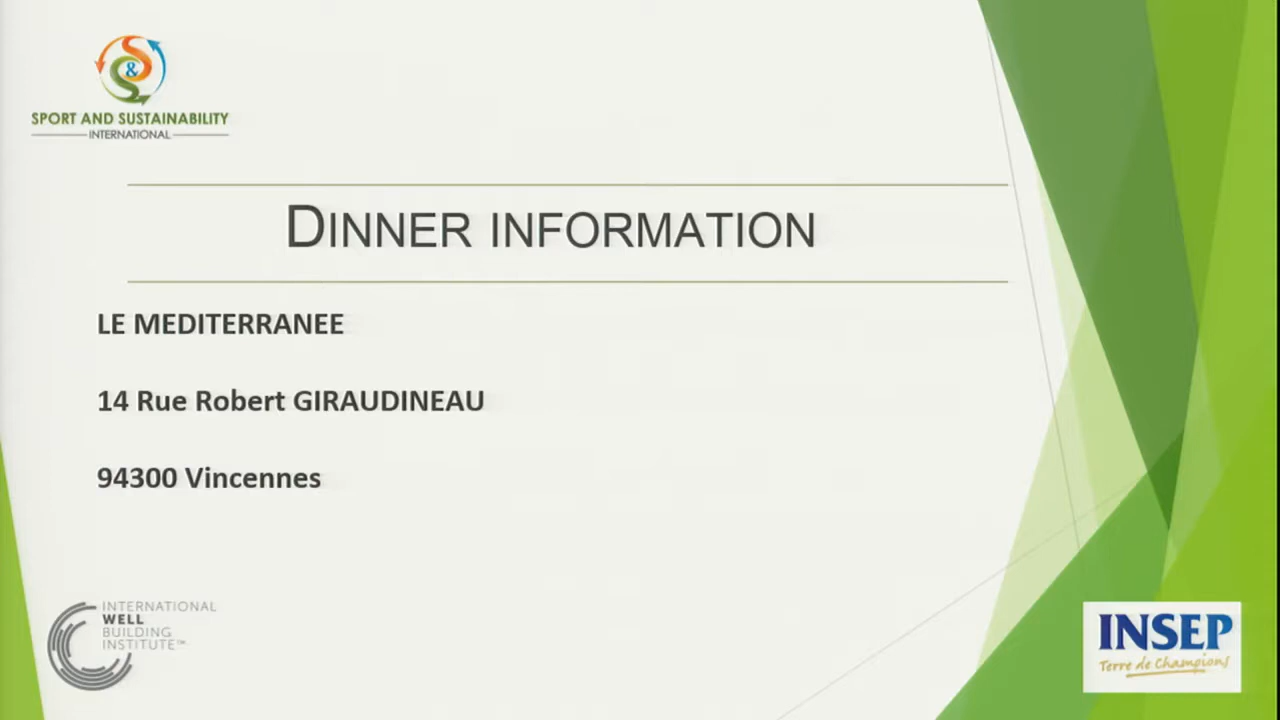 S & S
SPORT AND SUSTAINABILITY
INTERNATIONAL
DINNER INFORMATION
LE MEDITERRANEE
14 Rue Robert GIRAUDINEAU
94300 Vincennes
INTERNATIONAL
WELL
BUILDING
INSTITUTE™
INSEP
Terre de Champions